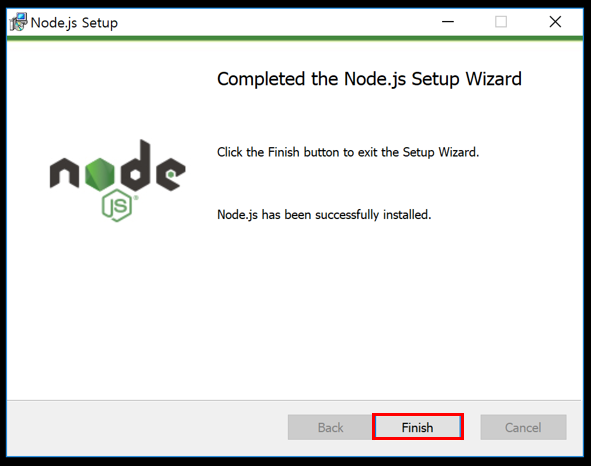 Node.js Setup
Completed the Node.js Setup Wizard
Click the Finish button to exit the Setup Wizard.
node
JS
Node.js has been successfully installed.
Back
Finish
Cancel